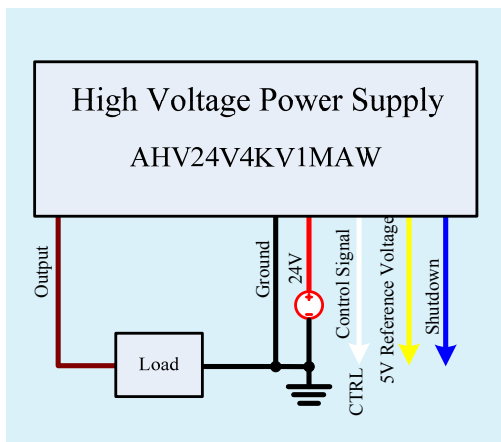 High Voltage Power Supply
AHV24V4KV1MAW
Output
Ground
24V
Control Signal
CTRL
5V Reference Voltage
Shutdown
Load